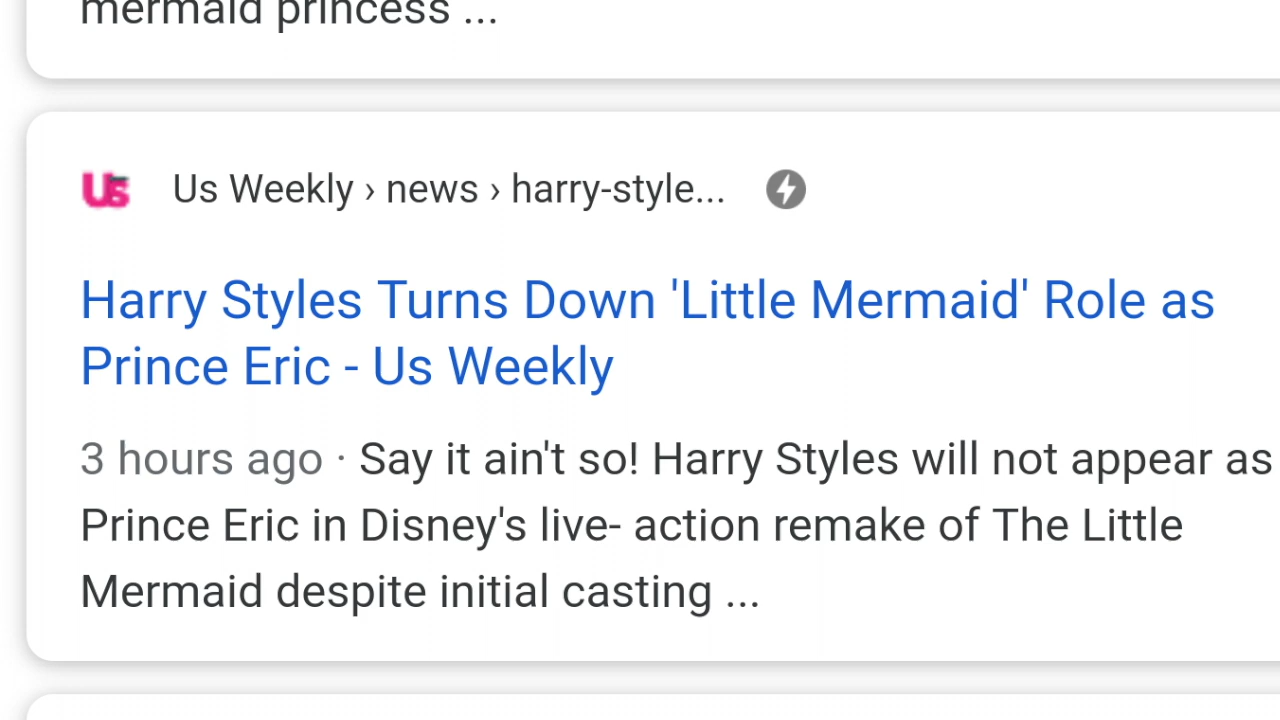 mermaid princess ...
Us Us Weekly › news › harry-style...
Harry Styles Turns Down 'Little Mermaid' Role as
Prince Eric - Us Weekly
3 hours ago · Say it ain't so! Harry Styles will not appear as
Prince Eric in Disney's live- action remake of The Little
Mermaid despite initial casting ...